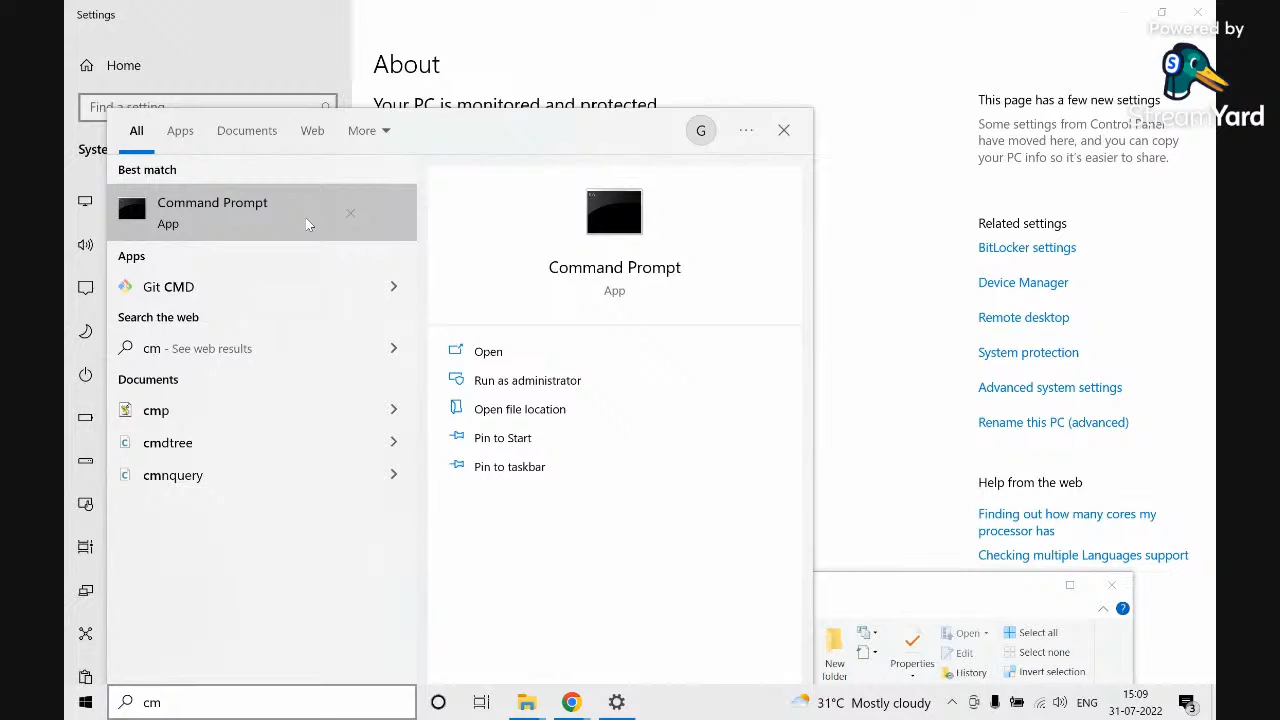 Settings
Powered by
StreamYard
Home
About
Find a setting
Your PC is monitored and protected
This page has a few new settings
Some settings from Control Panel
have moved here, and you can copy
your PC info so it's easier to share.
Syste
All
Apps
Documents
Web
More
G
Best match
Command Prompt
App
Apps
Git CMD
Search the web
cm - See web results
Documents
cmp
cmdtree
cmnquery
Command Prompt
App
Open
Run as administrator
Open file location
Pin to Start
Pin to taskbar
Related settings
BitLocker settings
Device Manager
Remote desktop
System protection
Advanced system settings
Rename this PC (advanced)
Help from the web
Finding out how many cores my
processor has
Checking multiple Languages support
New
folder
Properties
Open
Edit
History
Select all
Select none
Invert selection
cm
31°C Mostly cloudy
ENG
15:09
31-07-2022
3